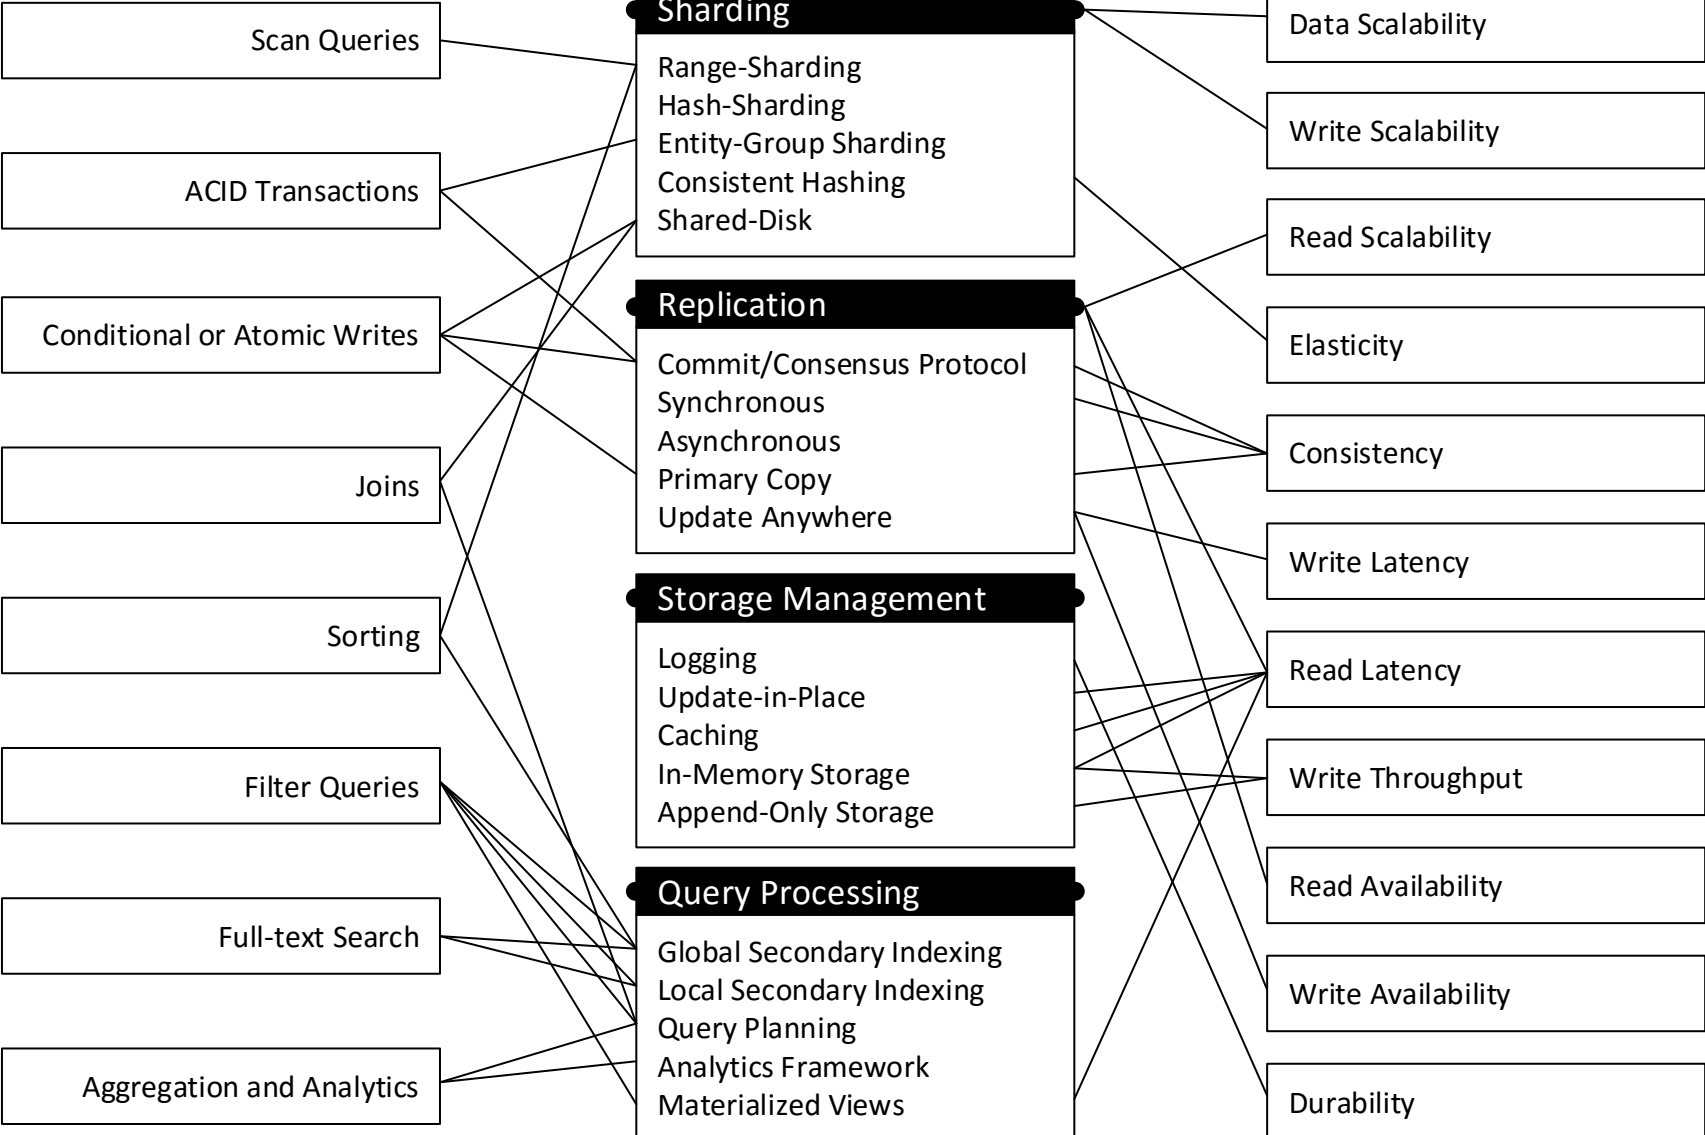 Scan Queries
ACID Transactions
Conditional or Atomic Writes
Joins
Sorting
Filter Queries
Full-text Search
Aggregation and Analytics
Sharding
Range-Sharding
Hash-Sharding
Entity-Group Sharding
Consistent Hashing
Shared-Disk
Replication
Commit/Consensus Protocol
Synchronous
Asynchronous
Primary Copy
Update Anywhere
Storage Management
Logging
Update-in-Place
Caching
In-Memory Storage
Append-Only Storage
Query Processing
Global Secondary Indexing
Local Secondary Indexing
Query Planning
Analytics Framework
Materialized Views
Data Scalability
Write Scalability
Read Scalability
Elasticity
Consistency
Write Latency
Read Latency
Write Throughput
Read Availability
Write Availability
Durability